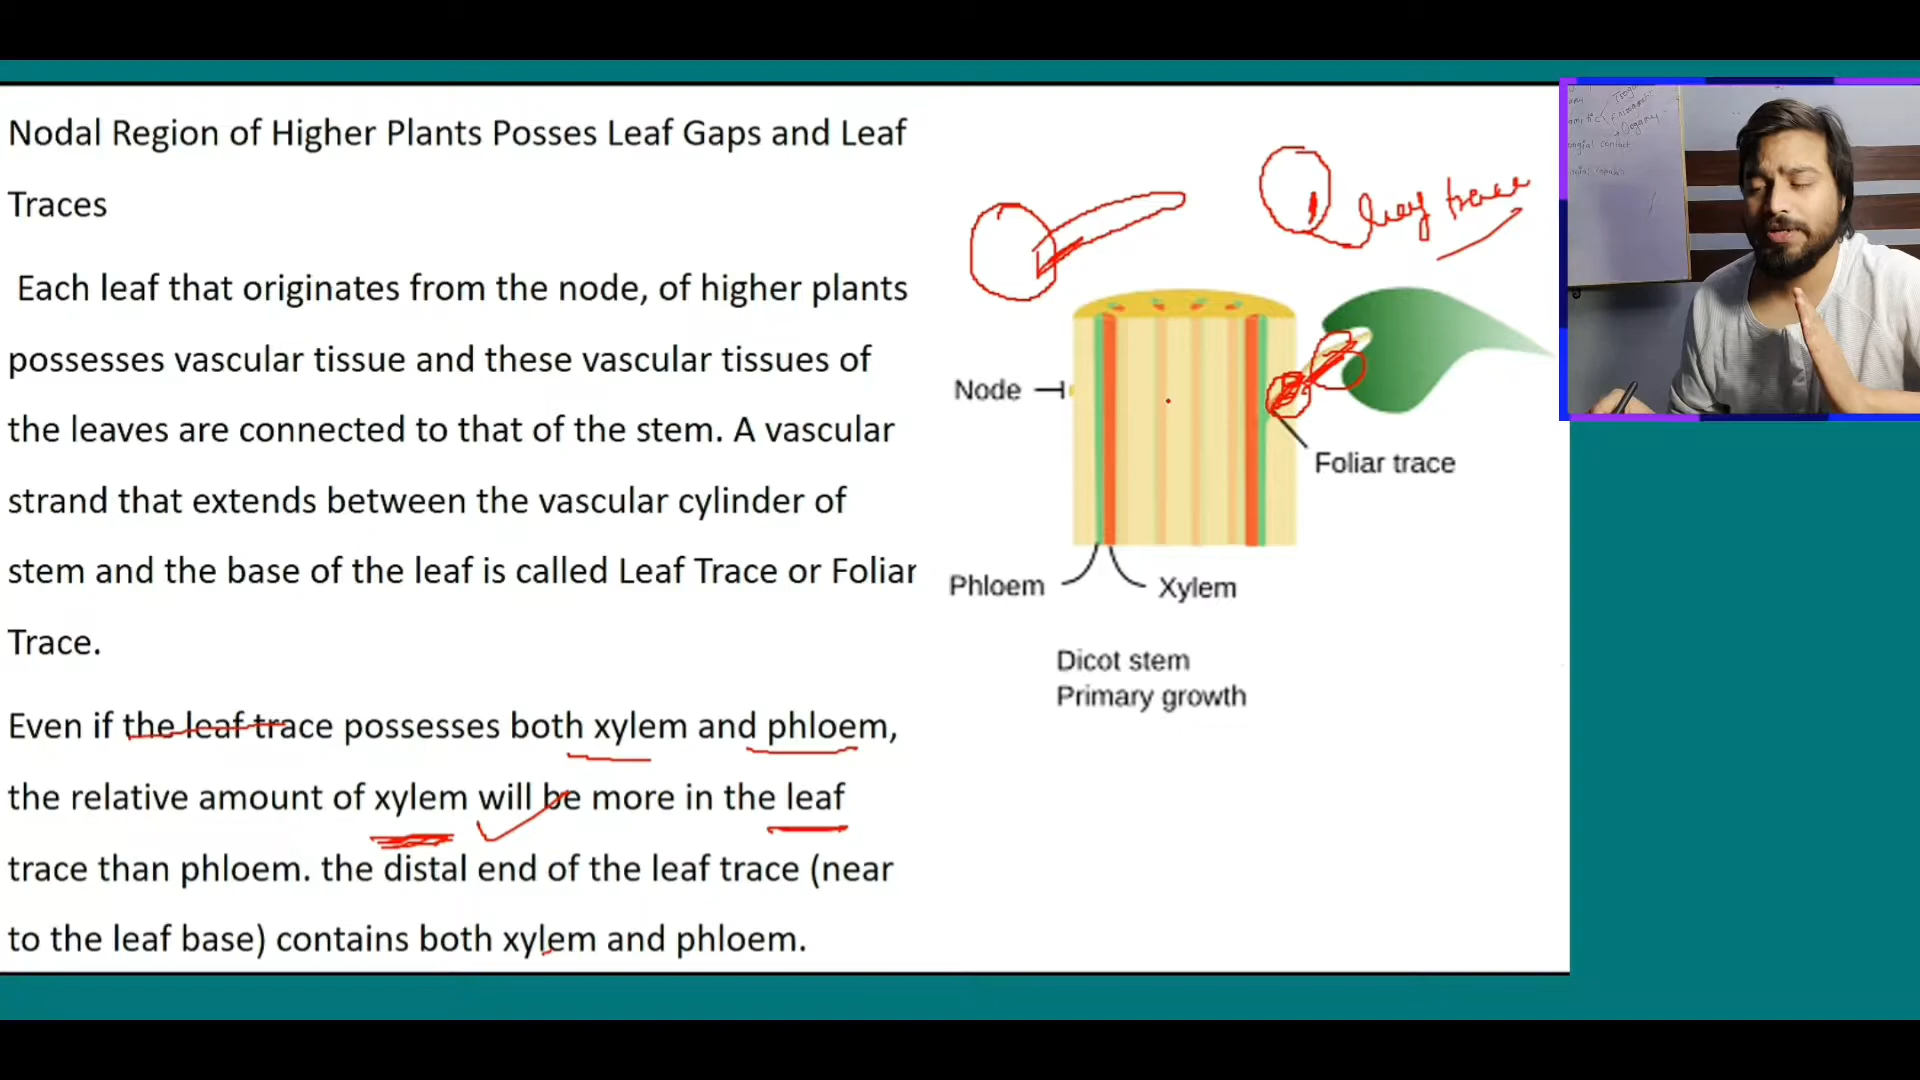 Nodal Region of Higher Plants Posses Leaf Gaps and Leaf
Traces
Each leaf that originates from the node, of higher plants
possesses vascular tissue and these vascular tissues of
the leaves are connected to that of the stem. A vascular
strand that extends between the vascular cylinder of
stem and the base of the leaf is called Leaf Trace or Foliar
Trace.
Even if the leaf trace possesses both xylem and phloem,
the relative amount of xylem will be more in the leaf
trace than phloem. the distal end of the leaf trace (near
to the leaf base) contains both xylem and phloem.
leaf trace
Node
Foliar trace
Phloem
Xylem
Dicot stem
Primary growth
contact